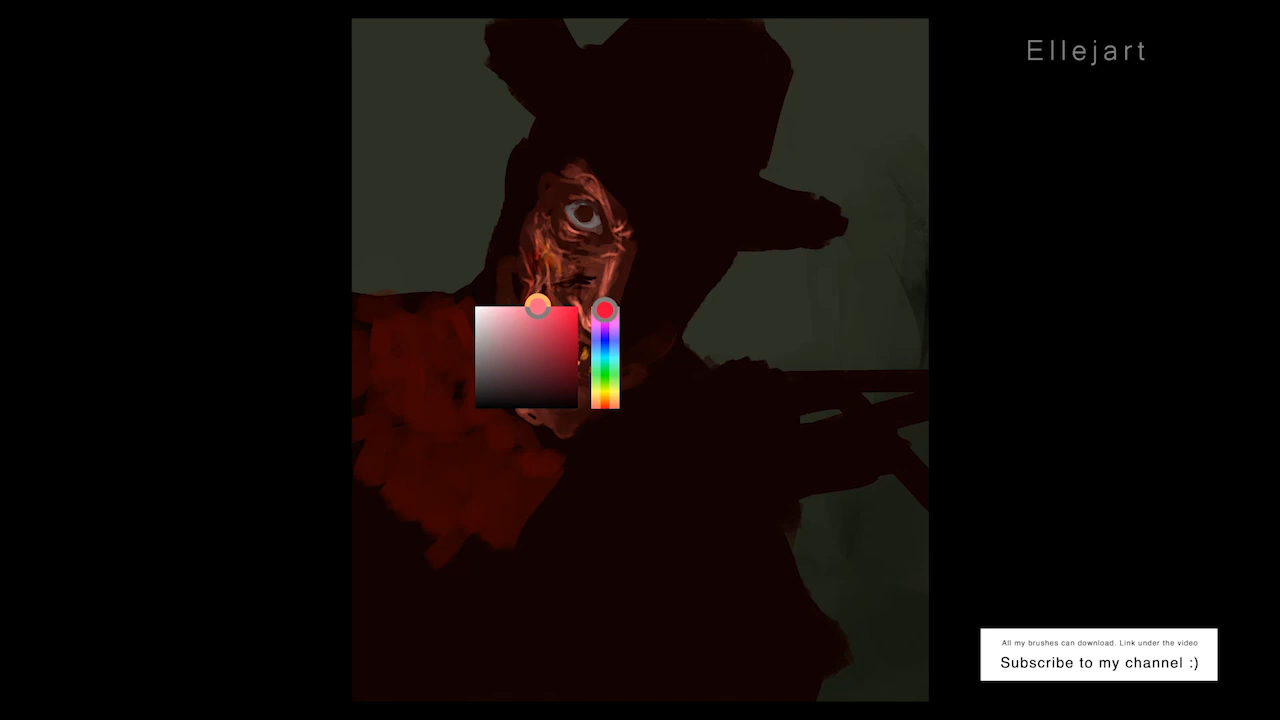 Ellejart
All my brushes can download. Link under the video
Subscribe to my channel :)